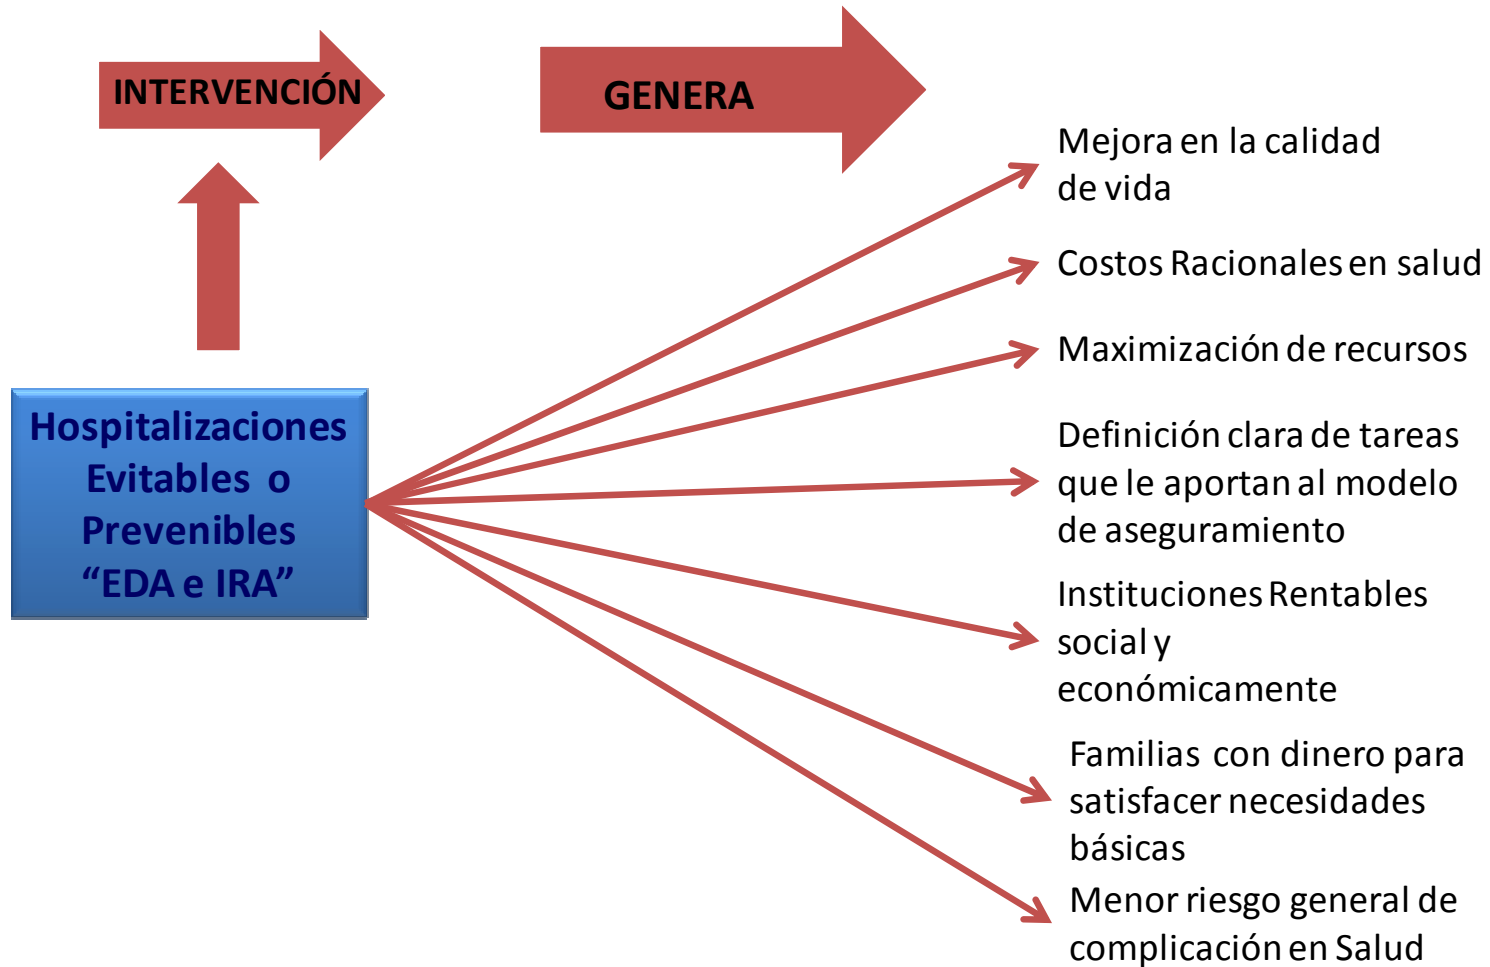 INTERVENCIÓN
GENERA
Mejora en la calidad
de vida
Costos Racionales en salud
Maximización de recursos
Hospitalizaciones
Evitables o
Prevenibles
“EDA e IRA”
Definición clara de tareas
que le aportan al modelo
de aseguramiento
Instituciones Rentables
social y
económicamente
Familias con dinero para
satisfacer necesidades
básicas
Menor riesgo general de
complicación en Salud